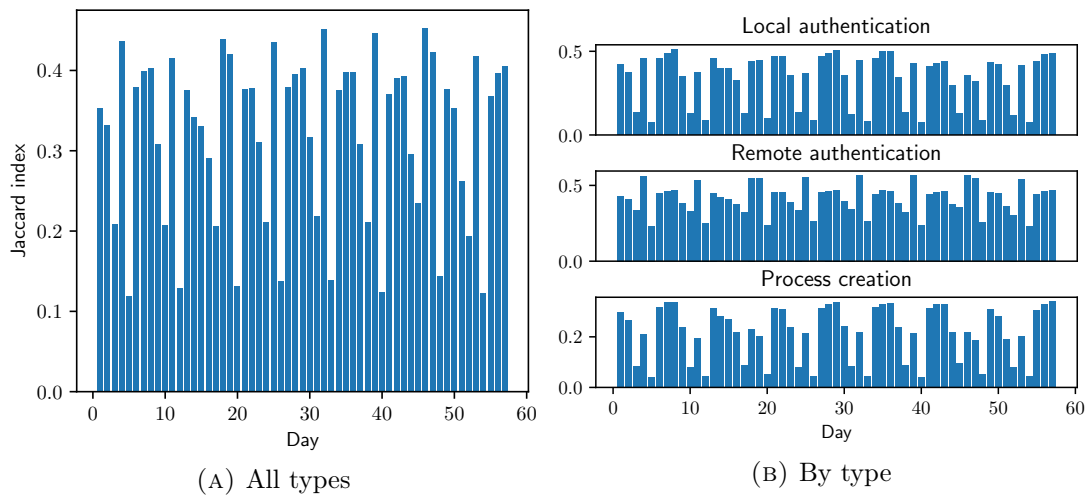 0.4
0.3
0.2
0.1
0.0
Jaccard index
0 10 20 30 40 50 60
Day
(A) All types
Local authentication
0.5
0.0
Remote authentication
0.5
0.0
Process creation
0.2
0.0
0 10 20 30 40 50 60
Day
(B) By type